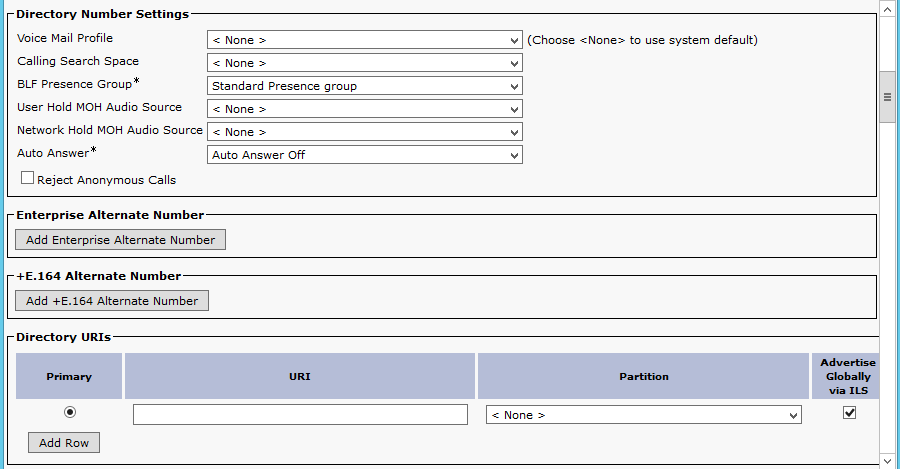 Directory Number Settings
Voice Mail Profile < None > (Choose <None> to use system default)
Calling Search Space < None >
BLF Presence Group* Standard Presence group
User Hold MOH Audio Source < None >
Network Hold MOH Audio Source < None >
Auto Answer* Auto Answer Off
Reject Anonymous Calls
Enterprise Alternate Number
Add Enterprise Alternate Number
+E.164 Alternate Number
Add +E.164 Alternate Number
Directory URIs
Primary URI Partition Advertise Globally via ILS
< None >
Add Row